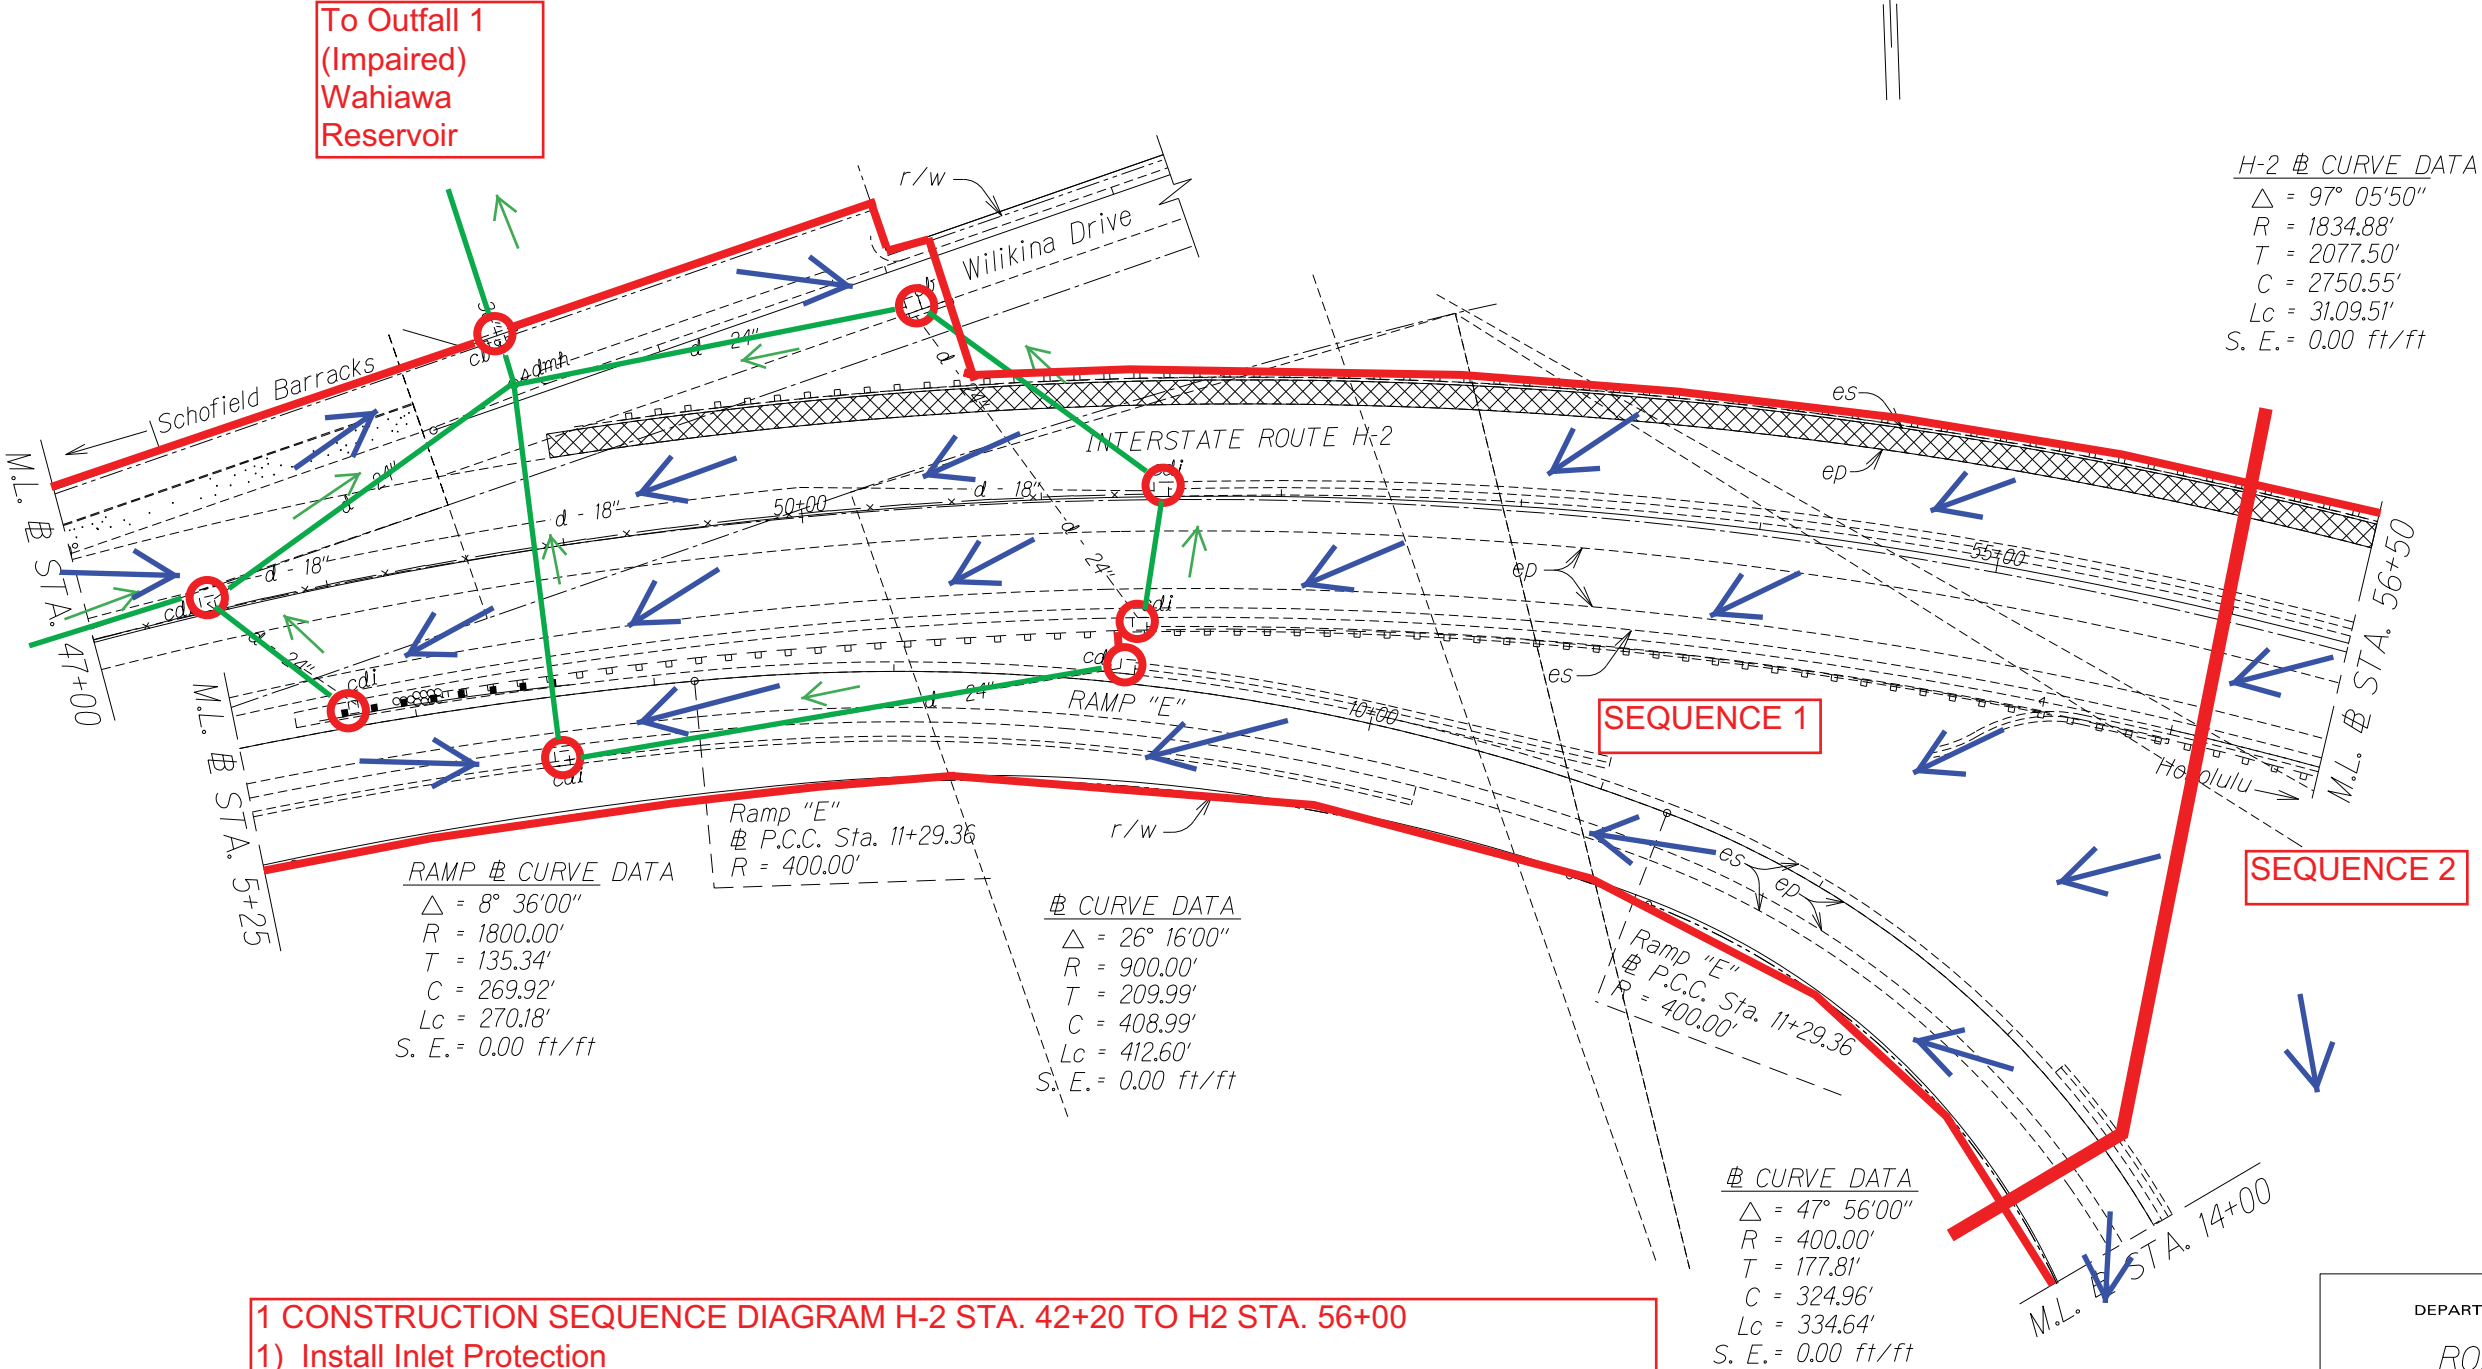 To Outfall 1
(Impaired)
Wahiawa
Reservoir
r/w
Wilikina Drive
H-2 ⅊ CURVE DATA
△ = 97° 05'50"
R = 1834.88'
T = 2077.50'
C = 2750.55'
Lc = 3109.51'
S. E. = 0.00 ft/ft
Schofield Barracks
cb
dmh
cb
d 24"
d 24"
es
ep
INTERSTATE ROUTE H-2
M.L. ⅊ STA. 47+00
d 24"
d - 18"
d - 18"
50+00
d - 18"
cdi
d 24"
55+00
ep
M.L. ⅊ STA. 56+50
cdi
d 24"
cdi
cdi
cdi
es
d 24"
RAMP "E"
10+00
SEQUENCE 1
Honolulu
cdi
M.L. ⅊ STA. 5+25
Ramp "E"
⅊ P.C.C. Sta. 11+29.36
R = 400.00'
r/w
es
ep
SEQUENCE 2
RAMP ⅊ CURVE DATA
△ = 8° 36'00"
R = 1800.00'
T = 135.34'
C = 269.92'
Lc = 270.18'
S. E. = 0.00 ft/ft
⅊ CURVE DATA
△ = 26° 16'00"
R = 900.00'
T = 209.99'
C = 408.99'
Lc = 412.60'
S. E. = 0.00 ft/ft
Ramp "E"
⅊ P.C.C. Sta. 11+29.36
R = 400.00'
⅊ CURVE DATA
△ = 47° 56'00"
R = 400.00'
T = 177.81'
C = 324.96'
Lc = 334.64'
S. E. = 0.00 ft/ft
M.L. ⅊ STA. 14+00
1 CONSTRUCTION SEQUENCE DIAGRAM H-2 STA. 42+20 TO H2 STA. 56+00
1) Install Inlet Protection
DEPART